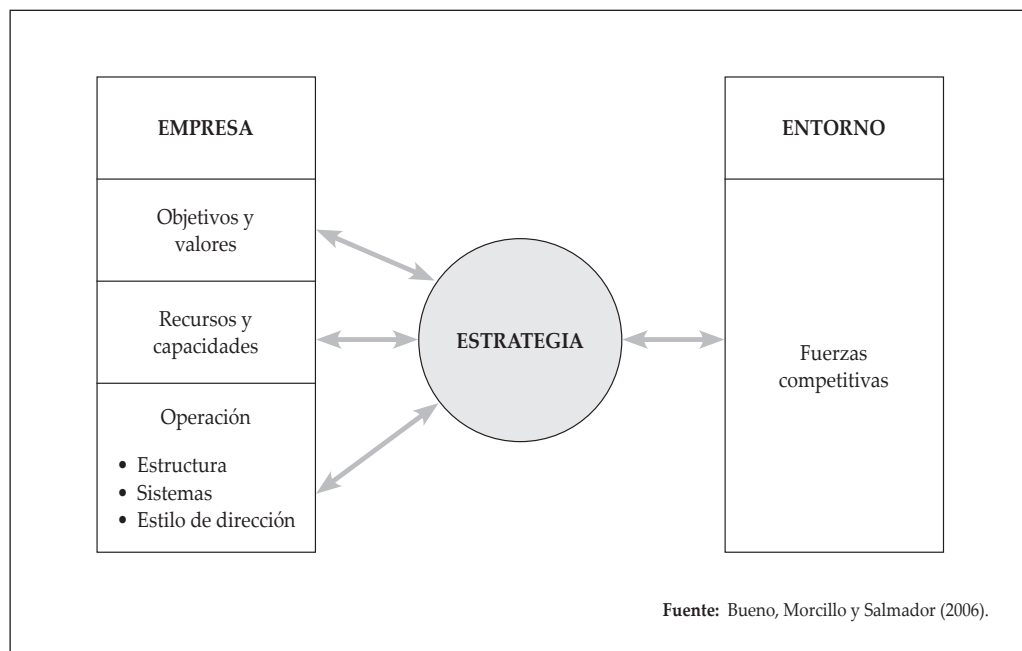 EMPRESA
Objetivos y
valores
Recursos y
capacidades
Operación
• Estructura
• Sistemas
• Estilo de dirección
ESTRATEGIA
ENTORNO
Fuerzas
competitivas
Fuente: Bueno, Morcillo y Salmador (2006).